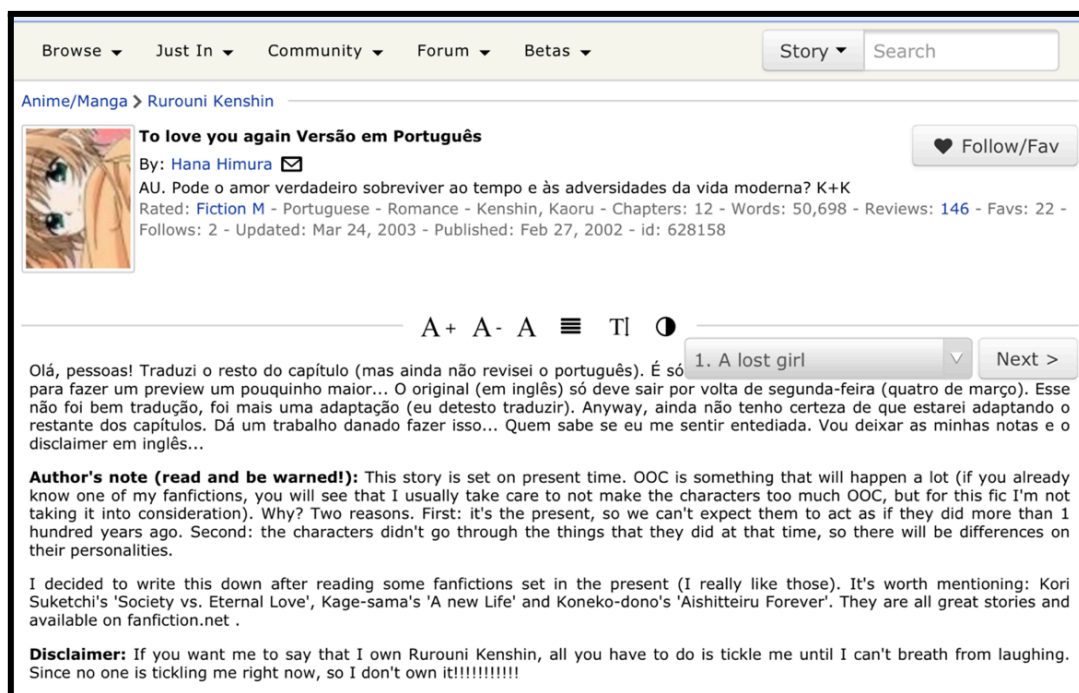 Browse Just In Community Forum Betas Story Search
Anime/Manga > Rurouni Kenshin
To love you again Versão em Português
Follow/Fav
By: Hana Himura
AU. Pode o amor verdadeiro sobreviver ao tempo e às adversidades da vida moderna? K+K
Rated: Fiction M - Portuguese - Romance - Kenshin, Kaoru - Chapters: 12 - Words: 50,698 - Reviews: 146 - Favs: 22 -
Follows: 2 - Updated: Mar 24, 2003 - Published: Feb 27, 2002 - id: 628158
A+ A- A TI
1. A lost girl Next >
Olá, pessoas! Traduzi o resto do capítulo (mas ainda não revisei o português). É só
para fazer um preview um pouquinho maior... O original (em inglês) só deve sair por volta de segunda-feira (quatro de março). Esse
não foi bem tradução, foi mais uma adaptação (eu detesto traduzir). Anyway, ainda não tenho certeza de que estarei adaptando o
restante dos capítulos. Dá um trabalho danado fazer isso... Quem sabe se eu me sentir entediada. Vou deixar as minhas notas e o
disclaimer em inglês...
Author's note (read and be warned!): This story is set on present time. OOC is something that will happen a lot (if you already
know one of my fanfictions, you will see that I usually take care to not make the characters too much OOC, but for this fic I'm not
taking it into consideration). Why? Two reasons. First: it's the present, so we can't expect them to act as if they did more than 1
hundred years ago. Second: the characters didn't go through the things that they did at that time, so there will be differences on
their personalities.
I decided to write this down after reading some fanfictions set in the present (I really like those). It's worth mentioning: Kori
Suketchi's 'Society vs. Eternal Love', Kage-sama's 'A new Life' and Koneko-dono's 'Aishitteiru Forever'. They are all great stories and
available on fanfiction.net .
Disclaimer: If you want me to say that I own Rurouni Kenshin, all you have to do is tickle me until I can't breath from laughing.
Since no one is tickling me right now, so I don't own it!!!!!!!!!!!